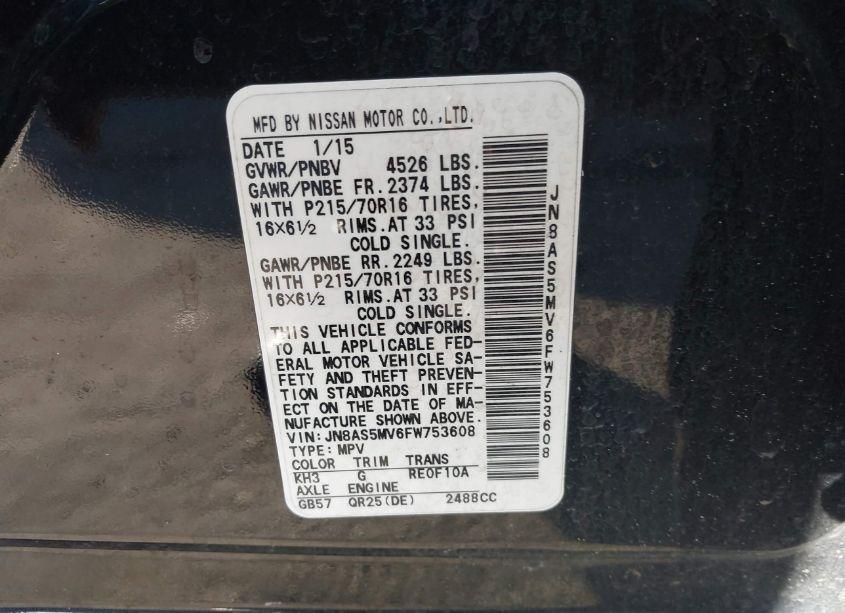 MFD BY NISSAN MOTOR CO.,LTD.
DATE 1/15
GVWR/PNBV 4526 LBS.
GAWR/PNBE FR. 2374 LBS.
WITH P215/70R16 TIRES,
16X6½ RIMS.AT 33 PSI
COLD SINGLE.
GAWR/PNBE RR. 2249 LBS.
WITH P215/70R16 TIRES,
16X6½ RIMS.AT 33 PSI
COLD SINGLE.
THIS VEHICLE CONFORMS
TO ALL APPLICABLE FED-
ERAL MOTOR VEHICLE SA-
FETY AND THEFT PREVEN-
TION STANDARDS IN EFF-
ECT ON THE DATE OF MA-
NUFACTURE SHOWN ABOVE.
VIN:JN8AS5MV6FW753608
TYPE:MPV
COLOR TRIM TRANS
KH3 G RE0F10A
AXLE ENGINE
GB57 QR25(DE) 2488CC
JN8AS5MV6FW753608